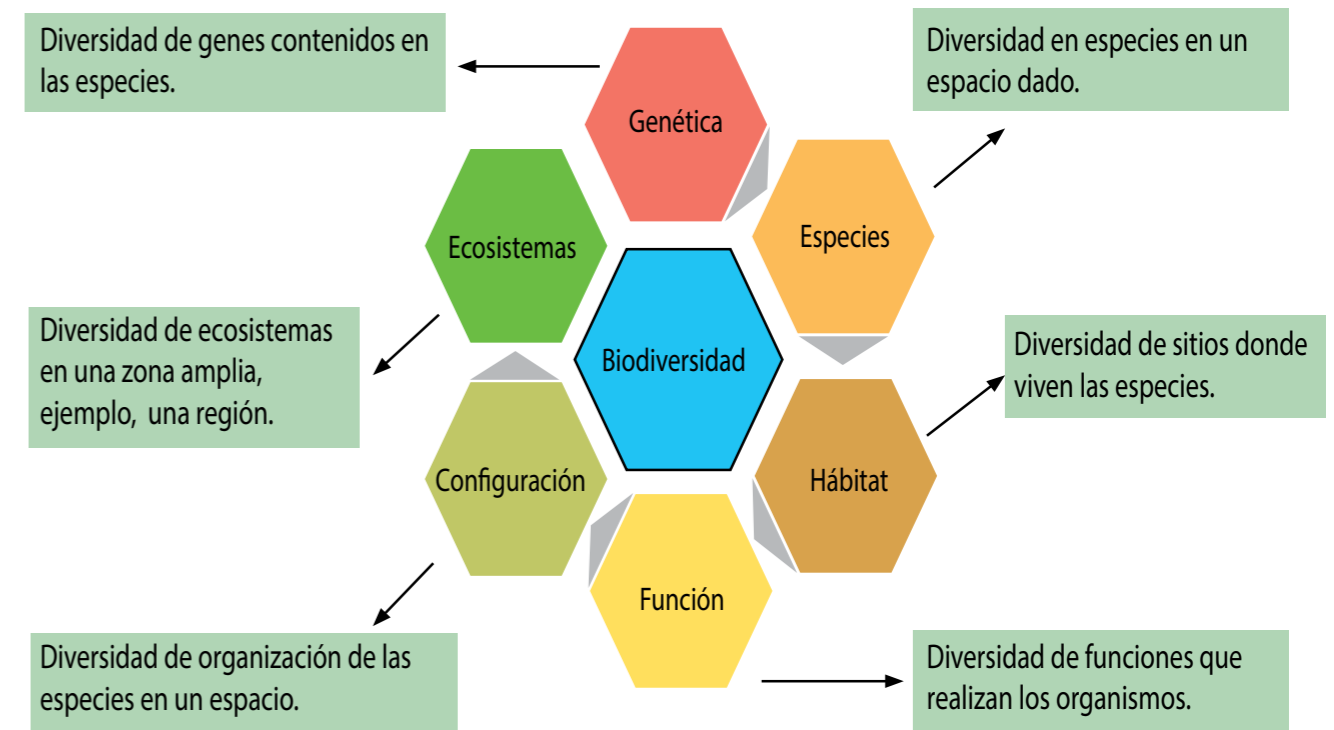 Diversidad de genes contenidos en
las especies.
Diversidad en especies en un
espacio dado.
Genética
Ecosistemas
Especies
Biodiversidad
Diversidad de ecosistemas
en una zona amplia,
ejemplo, una región.
Diversidad de sitios donde
viven las especies.
Configuración
Hábitat
Función
Diversidad de organización de las
especies en un espacio.
Diversidad de funciones que
realizan los organismos.